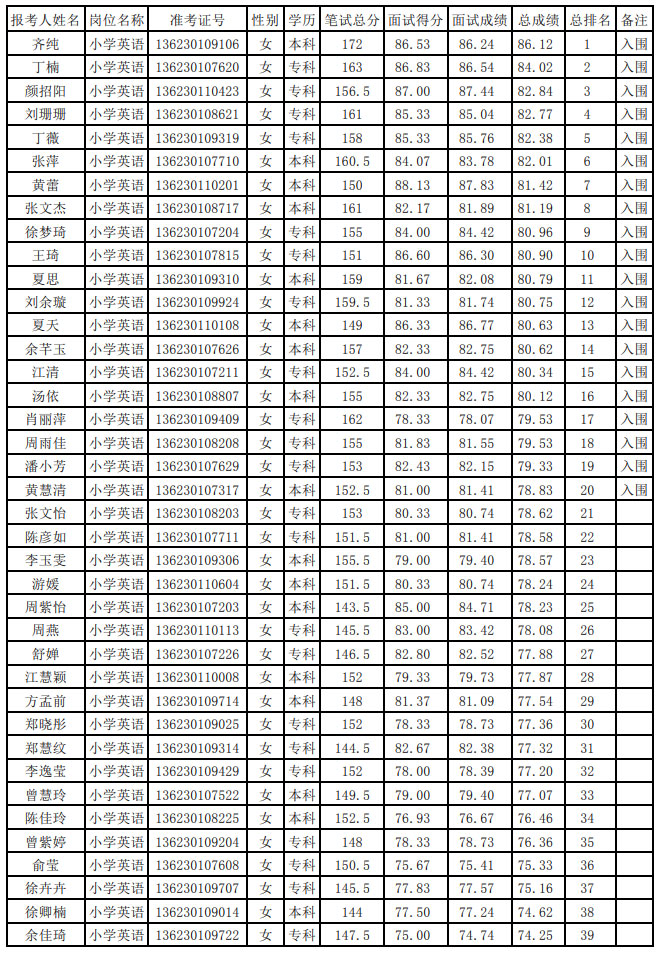 报考人姓名 岗位名称 准考证号 性别 学历 笔试总分 面试得分 面试成绩 总成绩 总排名 备注
齐纯 小学英语 136230109106 女 本科 172 86.53 86.24 86.12 1 入围
丁楠 小学英语 136230107620 女 专科 163 86.83 86.54 84.02 2 入围
颜招阳 小学英语 136230110423 女 专科 156.5 87.00 87.44 82.84 3 入围
刘珊珊 小学英语 136230108621 女 专科 161 85.33 85.04 82.77 4 入围
丁薇 小学英语 136230109319 女 专科 158 85.33 85.76 82.38 5 入围
张萍 小学英语 136230107710 女 本科 160.5 84.07 83.78 82.01 6 入围
黄蕾 小学英语 136230110201 女 本科 150 88.13 87.83 81.42 7 入围
张文杰 小学英语 136230108717 女 本科 161 82.17 81.89 81.19 8 入围
徐梦琦 小学英语 136230107204 女 专科 155 84.00 84.42 80.96 9 入围
王琦 小学英语 136230107815 女 专科 151 86.60 86.30 80.90 10 入围
夏思 小学英语 136230109310 女 本科 159 81.67 82.08 80.79 11 入围
刘余璇 小学英语 136230109924 女 专科 159.5 81.33 81.74 80.75 12 入围
夏天 小学英语 136230110108 女 本科 149 86.33 86.77 80.63 13 入围
余芊玉 小学英语 136230107626 女 本科 157 82.33 82.75 80.62 14 入围
江清 小学英语 136230107211 女 专科 152.5 84.00 84.42 80.34 15 入围
汤依 小学英语 136230108807 女 本科 155 82.33 82.75 80.12 16 入围
肖丽萍 小学英语 136230109409 女 专科 162 78.33 78.07 79.53 17 入围
周雨佳 小学英语 136230108208 女 专科 155 81.83 81.55 79.53 18 入围
潘小芳 小学英语 136230107629 女 专科 153 82.43 82.15 79.33 19 入围
黄慧清 小学英语 136230107317 女 本科 152.5 81.00 81.41 78.83 20 入围
张文怡 小学英语 136230108203 女 专科 153 80.33 80.74 78.62 21
陈彦如 小学英语 136230107711 女 专科 151.5 81.00 81.41 78.58 22
李玉雯 小学英语 136230109306 女 本科 155.5 79.00 79.40 78.57 23
游媛 小学英语 136230110604 女 本科 151.5 80.33 80.74 78.24 24
周紫怡 小学英语 136230107203 女 本科 143.5 85.00 84.71 78.23 25
周燕 小学英语 136230110113 女 专科 145.5 83.00 83.42 78.08 26
舒婵 小学英语 136230107226 女 专科 146.5 82.80 82.52 77.88 27
江慧颖 小学英语 136230110008 女 本科 152 79.33 79.73 77.87 28
方孟前 小学英语 136230109714 女 本科 148 81.37 81.09 77.54 29
郑晓彤 小学英语 136230109025 女 专科 152 78.33 78.73 77.36 30
郑慧纹 小学英语 136230109314 女 专科 144.5 82.67 82.38 77.32 31
李逸莹 小学英语 136230109429 女 专科 152 78.00 78.39 77.20 32
曾慧玲 小学英语 136230107522 女 本科 149.5 79.00 79.40 77.07 33
陈佳玲 小学英语 136230108225 女 本科 152.5 76.93 76.67 76.46 34
曾紫婷 小学英语 136230109204 女 专科 148 78.33 78.73 76.36 35
俞莹 小学英语 136230107608 女 专科 150.5 75.67 75.41 75.33 36
徐卉卉 小学英语 136230109707 女 专科 145.5 77.83 77.57 75.16 37
徐卿楠 小学英语 136230109014 女 本科 144 77.50 77.24 74.62 38
余佳琦 小学英语 136230109722 女 专科 147.5 75.00 74.74 74.25 39